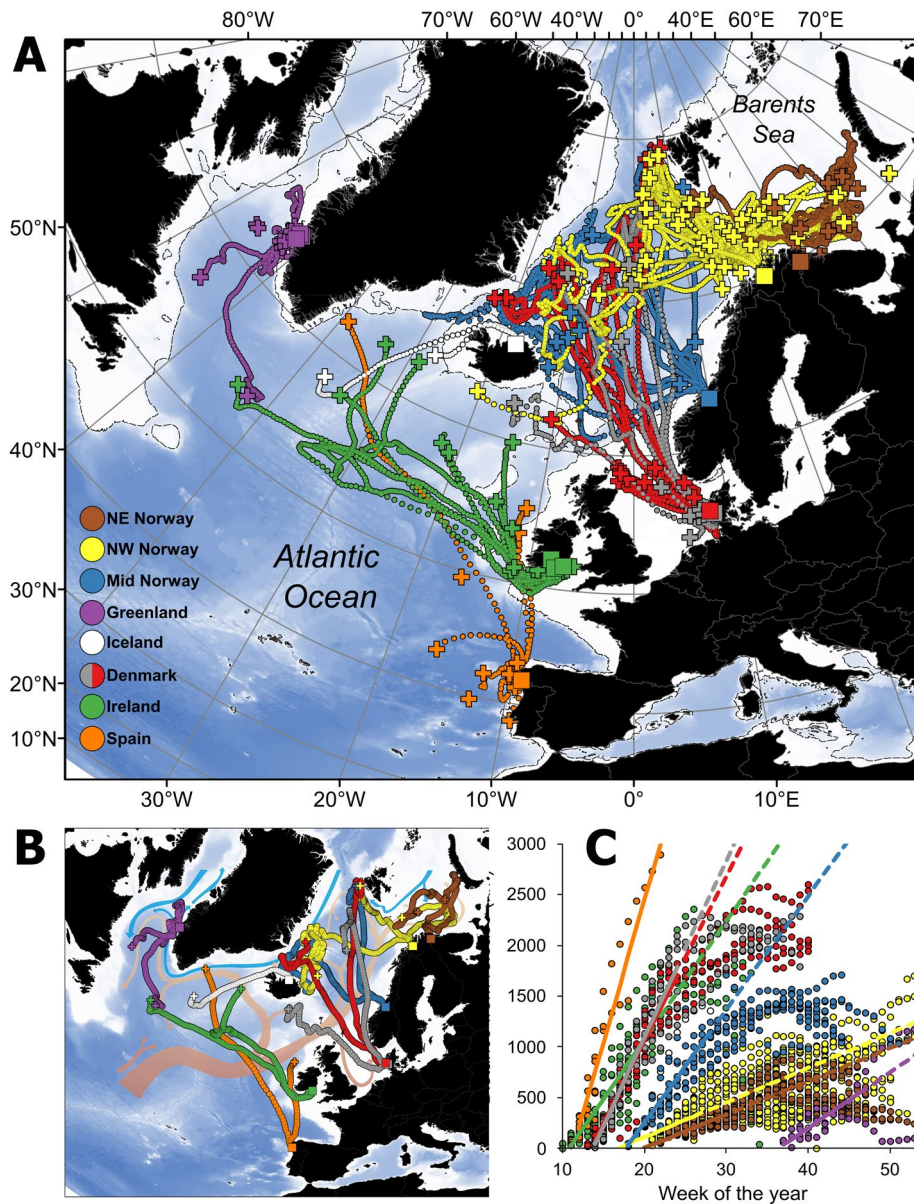 80°W 70°W 60°W 40°W 0° 40°E 60°E 70°E
A
Barents
Sea
50°N
40°N
30°N
20°N
10°N
Atlantic
Ocean
NE Norway
NW Norway
Mid Norway
Greenland
Iceland
Denmark
Ireland
Spain
30°W 20°W 10°W 0° 10°E
B
C
3000
2500
2000
1500
1000
500
0
10 20 30 40 50
Week of the year